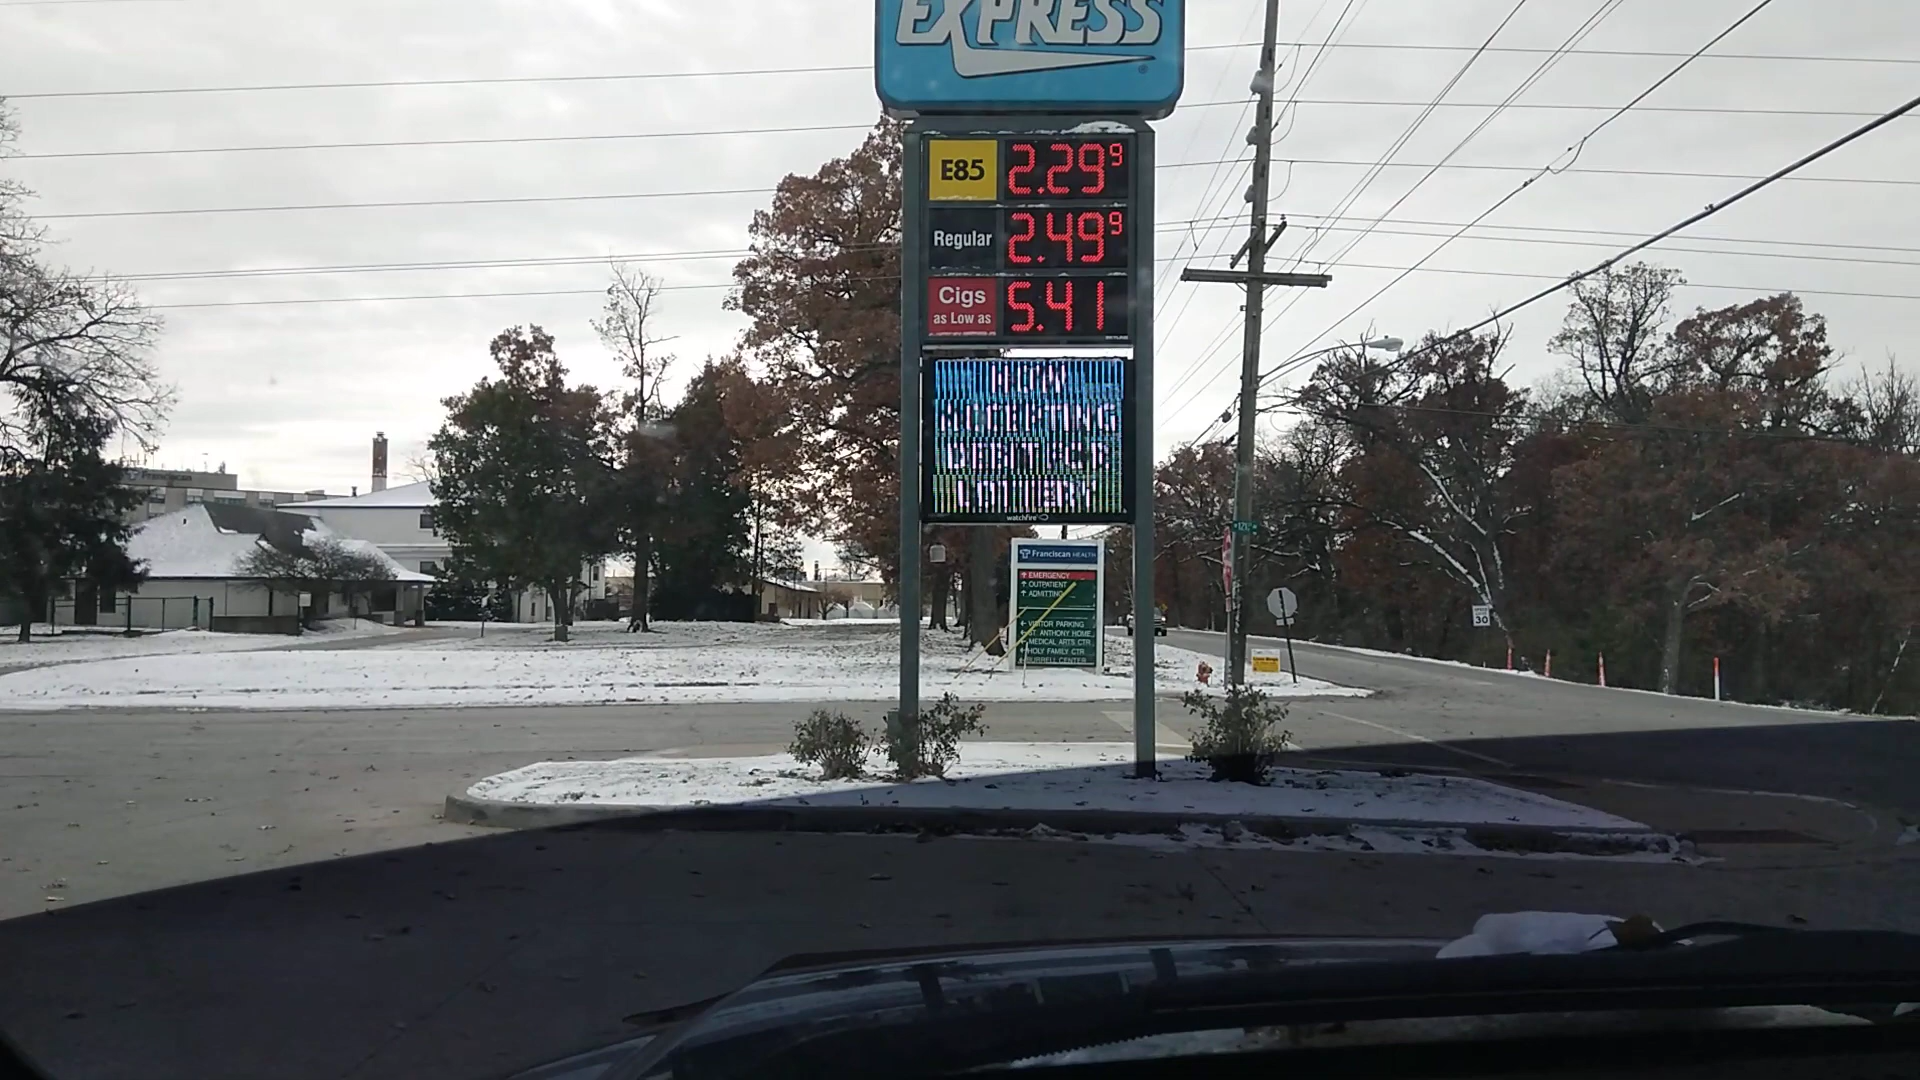 EXPRESS
E85 2.29 9
Regular 2.49 9
Cigs
as Low as
5.41
NOW
ACCEPTING
DEBIT FOR
LOTTERY
watchfire
Franciscan HEALTH
↑ EMERGENCY
↑ OUTPATIENT
↑ ADMITTING
← VISITOR PARKING
← ST. ANTHONY HOME
← MEDICAL ARTS CTR
← HOLY FAMILY CTR
← BURRELL CENTER
SPEED
LIMIT
30
Franciscan